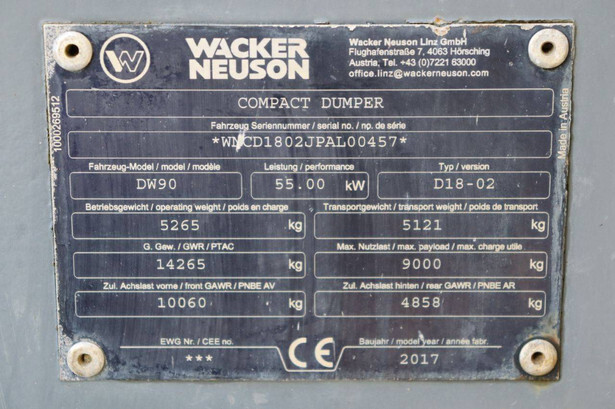 WACKER
NEUSON
Wacker Neuson Linz GmbH
Flughafenstraße 7, 4063 Hörsching
Austria, Tel. +43 (0)7221 63000
office.linz@wackerneuson.com
1000269512
COMPACT DUMPER
Made in Austria
Fahrzeug Seriennummer / serial no. / no. de série
*WNCD1802JPAL00457*
Fahrzeug-Model / model / modèle
Leistung / performance
Typ / version
DW90
55.00 kW
D18-02
Betriebsgewicht / operating weight / poids en charge
Transportgewicht / transport weight / poids de transport
5265 kg
5121 kg
G. Gew. / GWR / PTAC
Max. Nutzlast / max. payload / max. charge utile
14265 kg
9000 kg
Zul. Achslast vorne / front GAWR / PNBE AV
Zul. Achslast hinten / rear GAWR / PNBE AR
10060 kg
4858 kg
EWG Nr. / CEE no.
CE
Baujahr / model year / année fabr.
***
2017